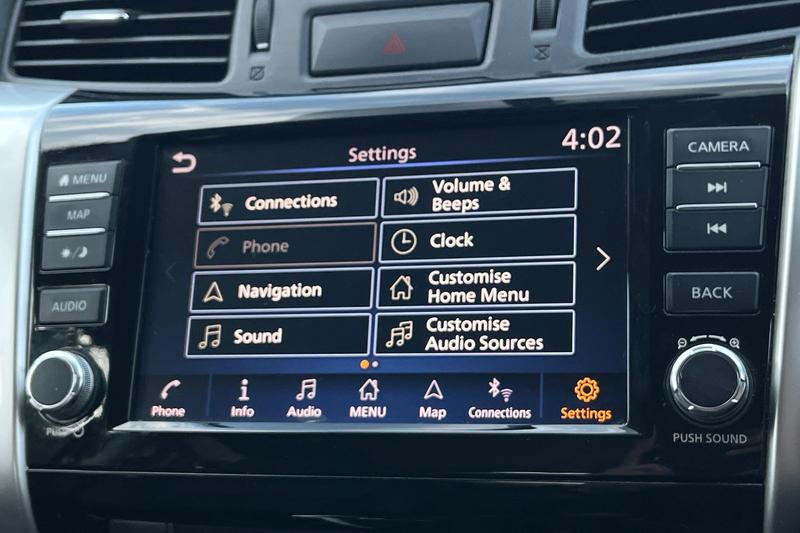 Settings
4:02
Connections
Volume &
Beeps
Phone
Clock
Navigation
Customise
Home Menu
Sound
Customise
Audio Sources
Phone
Info
Audio
MENU
Map
Connections
Settings
MENU
MAP
AUDIO
CAMERA
BACK
PUSH SOUND